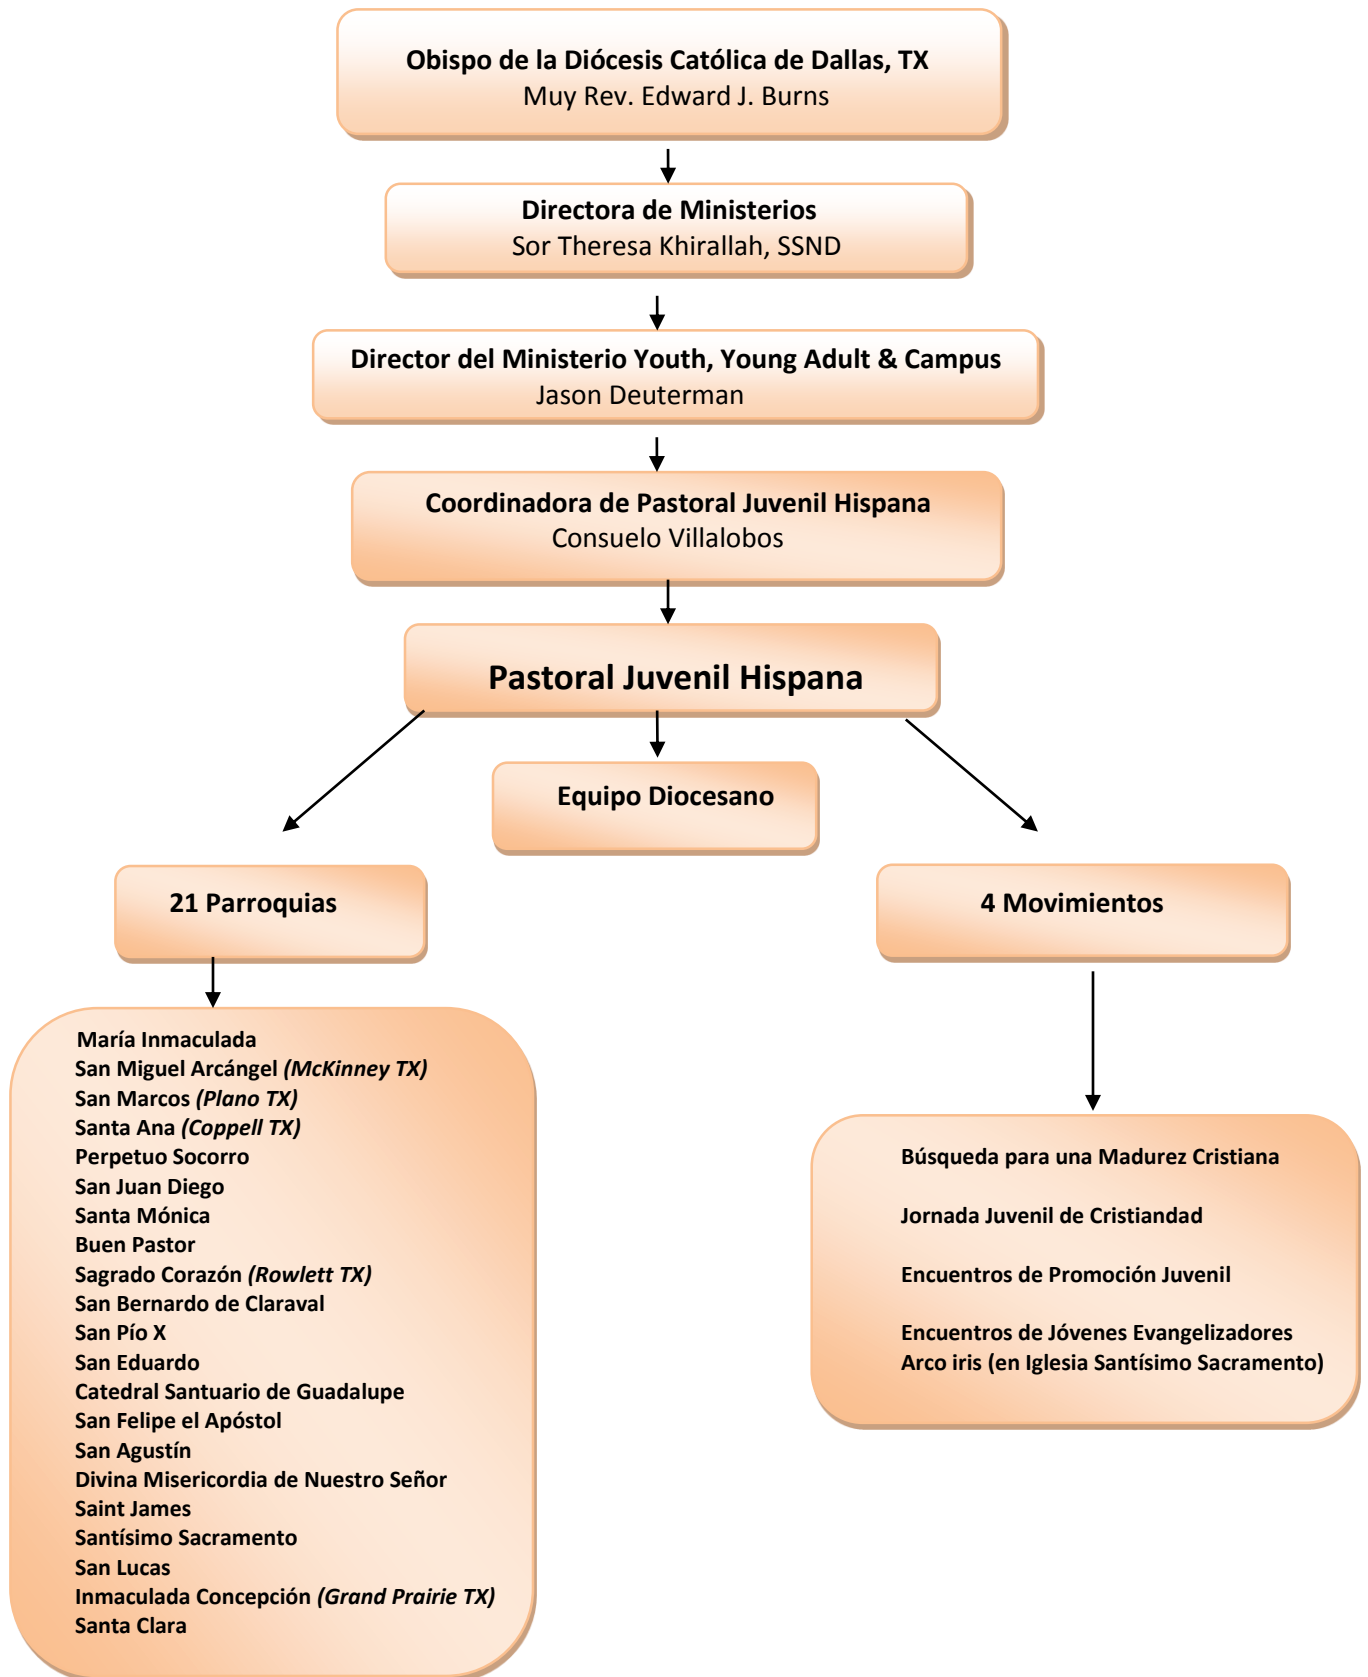 Obispo de la Diócesis Católica de Dallas, TX
Muy Rev. Edward J. Burns
Directora de Ministerios
Sor Theresa Khirallah, SSND
Director del Ministerio Youth, Young Adult & Campus
Jason Deuterman
Coordinadora de Pastoral Juvenil Hispana
Consuelo Villalobos
Pastoral Juvenil Hispana
Equipo Diocesano
21 Parroquias
4 Movimientos
María Inmaculada
San Miguel Arcángel (McKinney TX)
San Marcos (Plano TX)
Santa Ana (Coppell TX)
Perpetuo Socorro
San Juan Diego
Santa Mónica
Buen Pastor
Sagrado Corazón (Rowlett TX)
San Bernardo de Claraval
San Pío X
San Eduardo
Catedral Santuario de Guadalupe
San Felipe el Apóstol
San Agustín
Divina Misericordia de Nuestro Señor
Saint James
Santísimo Sacramento
San Lucas
Inmaculada Concepción (Grand Prairie TX)
Santa Clara
Búsqueda para una Madurez Cristiana
Jornada Juvenil de Cristiandad
Encuentros de Promoción Juvenil
Encuentros de Jóvenes Evangelizadores
Arco iris (en Iglesia Santísimo Sacramento)